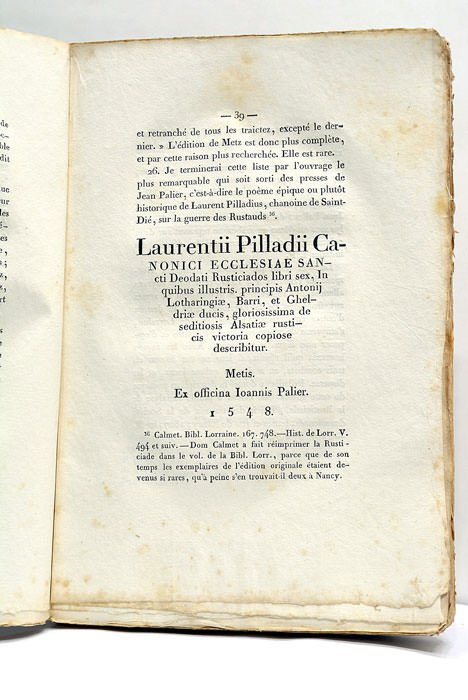 de
c-
ble
dit
— 39 —
et retranché de tous les traictez, excepté le der-
nier. » L'édition de Metz est donc plus complète,
et par cette raison plus recherchée. Elle est rare.
26. Je terminerai cette liste par l'ouvrage le
plus remarquable qui soit sorti des presses de
Jean Palier, c'est-à-dire le poème épique ou plutôt
historique de Laurent Pilladius, chanoine de Saint-
Dié, sur la guerre des Rustauds 36.
Laurentii Pilladii Ca-
NONICI ECCLESIAE SAN-
cti Deodati Rusticiados libri sex, In
quibus illustris. principis Antonij
Lotharingiæ, Barri, et Ghel-
driæ ducis, gloriosissima de
seditiosis Alsatiæ rusti-
cis victoria copiose
describitur.
Metis.
Ex officina Ioannis Palier.
1 5 4 8.
36 Calmet. Bibl. Lorraine. 167. 748.—Hist. de Lorr. V.
494 et suiv.—Dom Calmet a fait réimprimer la Rusti-
ciade dans le vol. de la Bibl. Lorr., parce que de son
temps les exemplaires de l'édition originale étaient de-
venus si rares, qu'à peine s'en trouvait-il deux à Nancy.